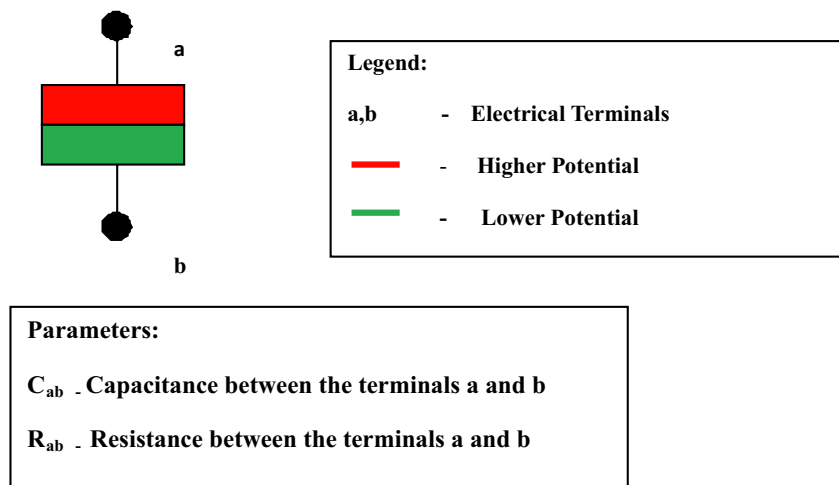 a
b
Legend:
a,b - Electrical Terminals
- Higher Potential
- Lower Potential
Parameters:
Cab - Capacitance between the terminals a and b
Rab - Resistance between the terminals a and b